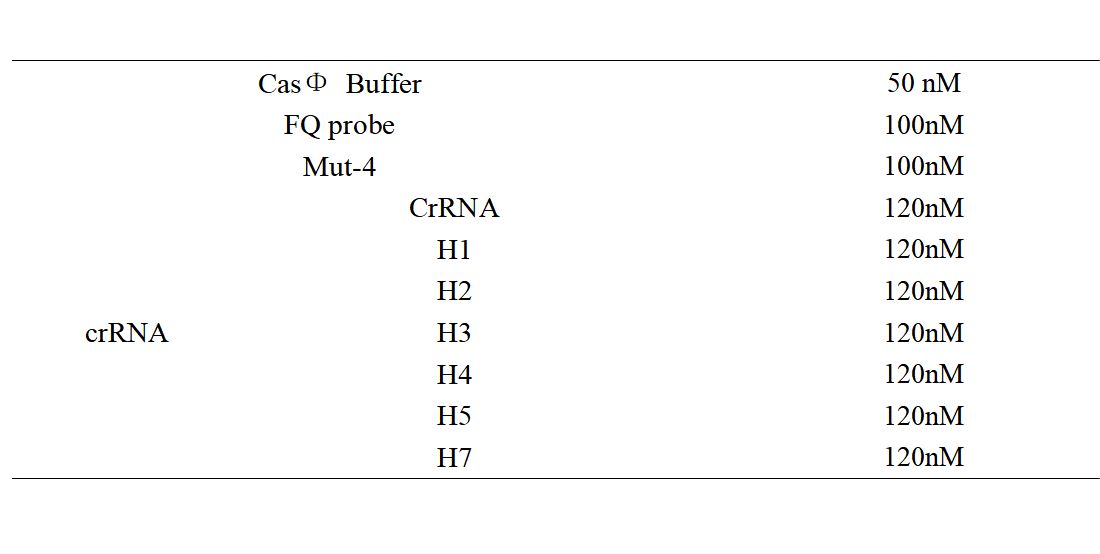 CasΦ Buffer 50 nM
FQ probe 100nM
Mut-4 100nM
CrRNA 120nM
H1 120nM
H2 120nM
crRNA H3 120nM
H4 120nM
H5 120nM
H7 120nM